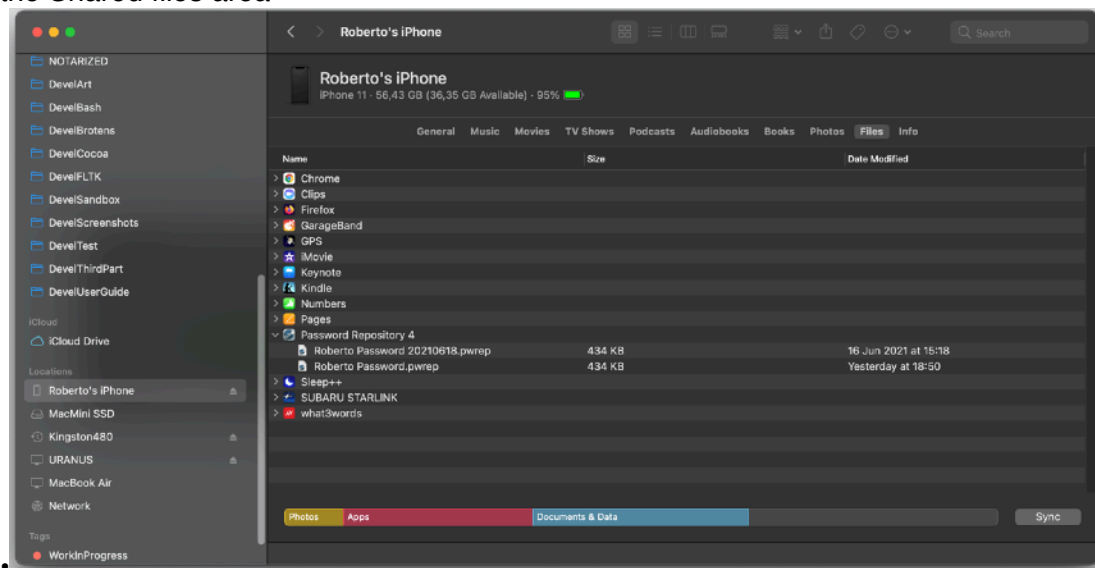 the Shared files area
Roberto's iPhone
Search
NOTARIZED
DevelArt
DevelBash
DevelBrotens
DevelCocoa
DevelFLTK
DevelSandbox
DevelScreenshots
DevelTest
DevelThirdPart
DevelUserGuide
iCloud
iCloud Drive
Locations
Roberto's iPhone
MacMini SSD
Kingston480
URANUS
MacBook Air
Network
Tags
WorkInProgress
Roberto's iPhone
iPhone 11 - 56,43 GB (36,35 GB Available) - 95%
General Music Movies TV Shows Podcasts Audiobooks Books Photos Files Info
Name Size Date Modified
Chrome
Clips
Firefox
GarageBand
GPS
iMovie
Keynote
Kindle
Numbers
Pages
Password Repository 4
Roberto Password 20210618.pwrep 434 KB 16 Jun 2021 at 15:18
Roberto Password.pwrep 434 KB Yesterday at 18:50
Sleep++
SUBARU STARLINK
what3words
Photos Apps Documents & Data Sync